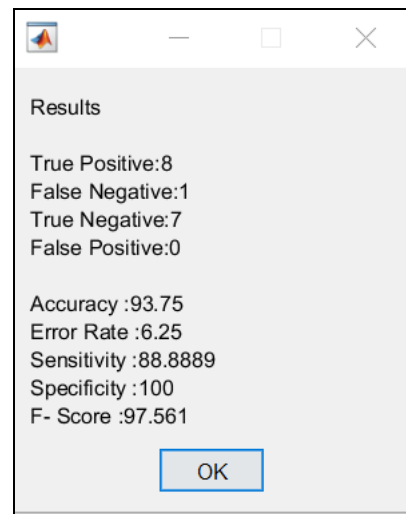 Results
True Positive:8
False Negative:1
True Negative:7
False Positive:0
Accuracy :93.75
Error Rate :6.25
Sensitivity :88.8889
Specificity :100
F- Score :97.561
OK